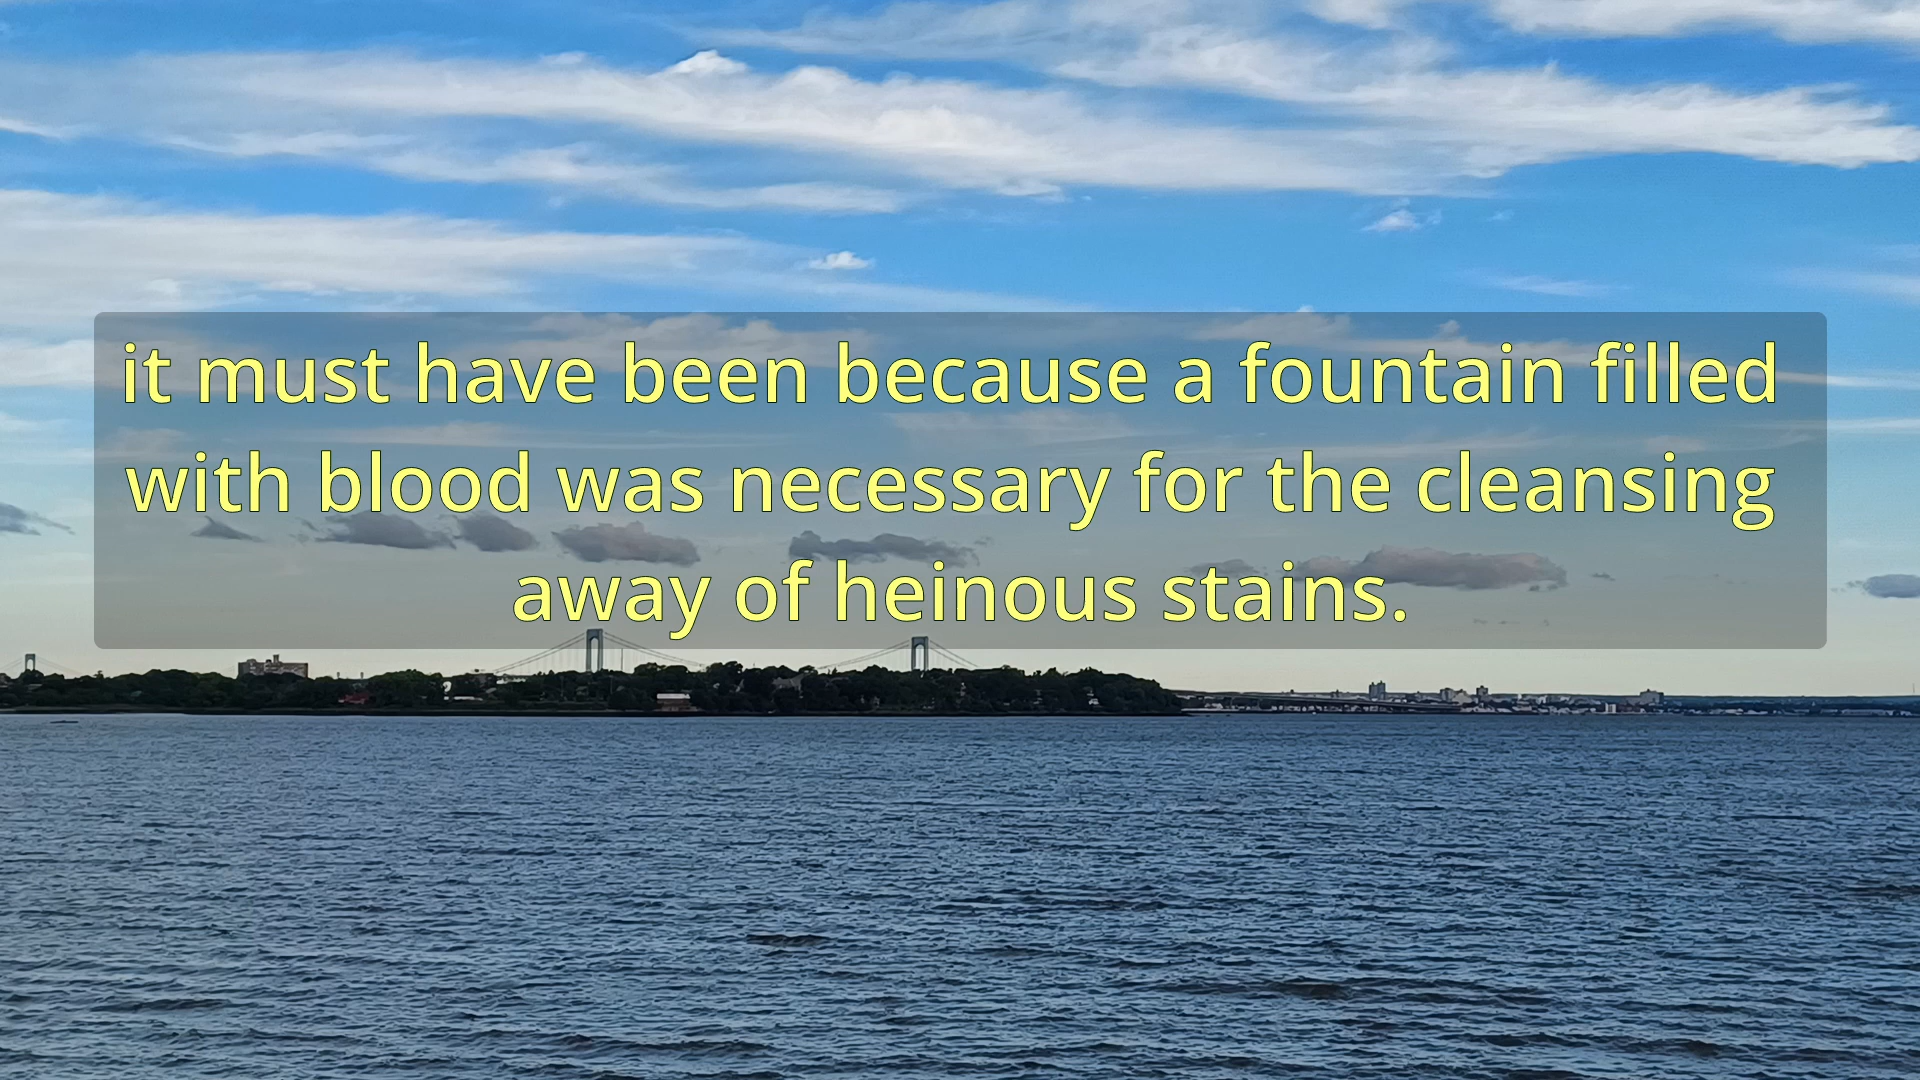 it must have been because a fountain filled
with blood was necessary for the cleansing
away of heinous stains.